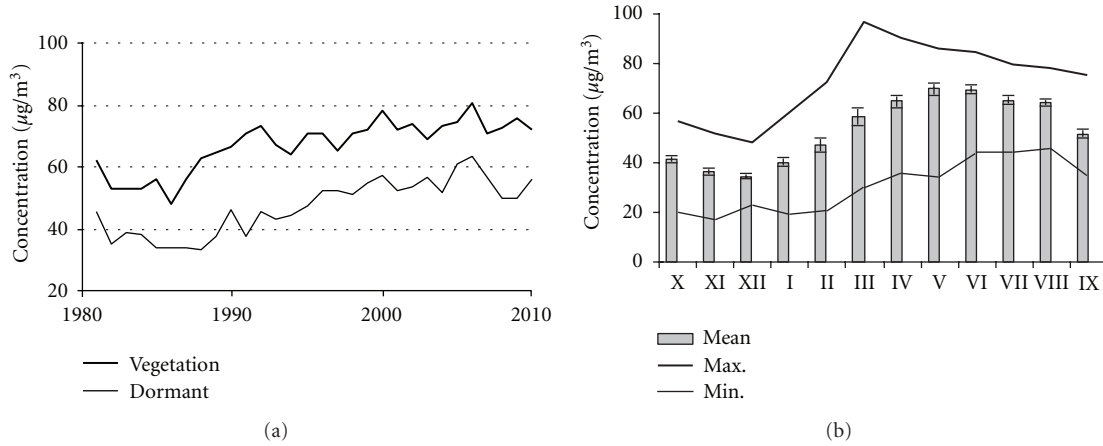 100
80
60
40
20
Concentration (μg/m³)
1980 1990 2000 2010
Vegetation
Dormant
(a)
100
80
60
40
20
0
Concentration (μg/m³)
X XI XII I II III IV V VI VII VIII IX
Mean
Max.
Min.
(b)